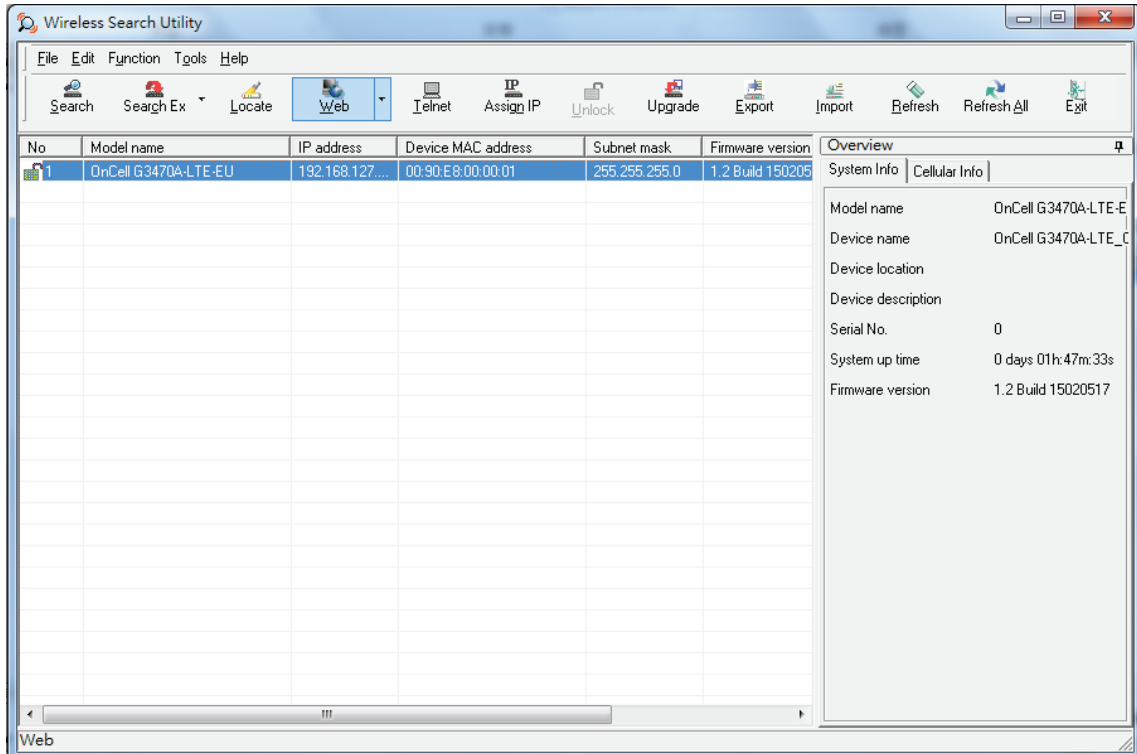 Wireless Search Utility
File Edit Function Tools Help
Search Search Ex Locate Web Telnet Assign IP Unlock Upgrade Export Import Refresh Refresh All Exit
No Model name IP address Device MAC address Subnet mask Firmware version
1 OnCell G3470A-LTE-EU 192.168.127.... 00:90:E8:00:00:01 255.255.255.0 1.2 Build 150205
Overview
System Info Cellular Info
Model name OnCell G3470A-LTE-E
Device name OnCell G3470A-LTE_0
Device location
Device description
Serial No. 0
System up time 0 days 01h:47m:33s
Firmware version 1.2 Build 15020517
Web